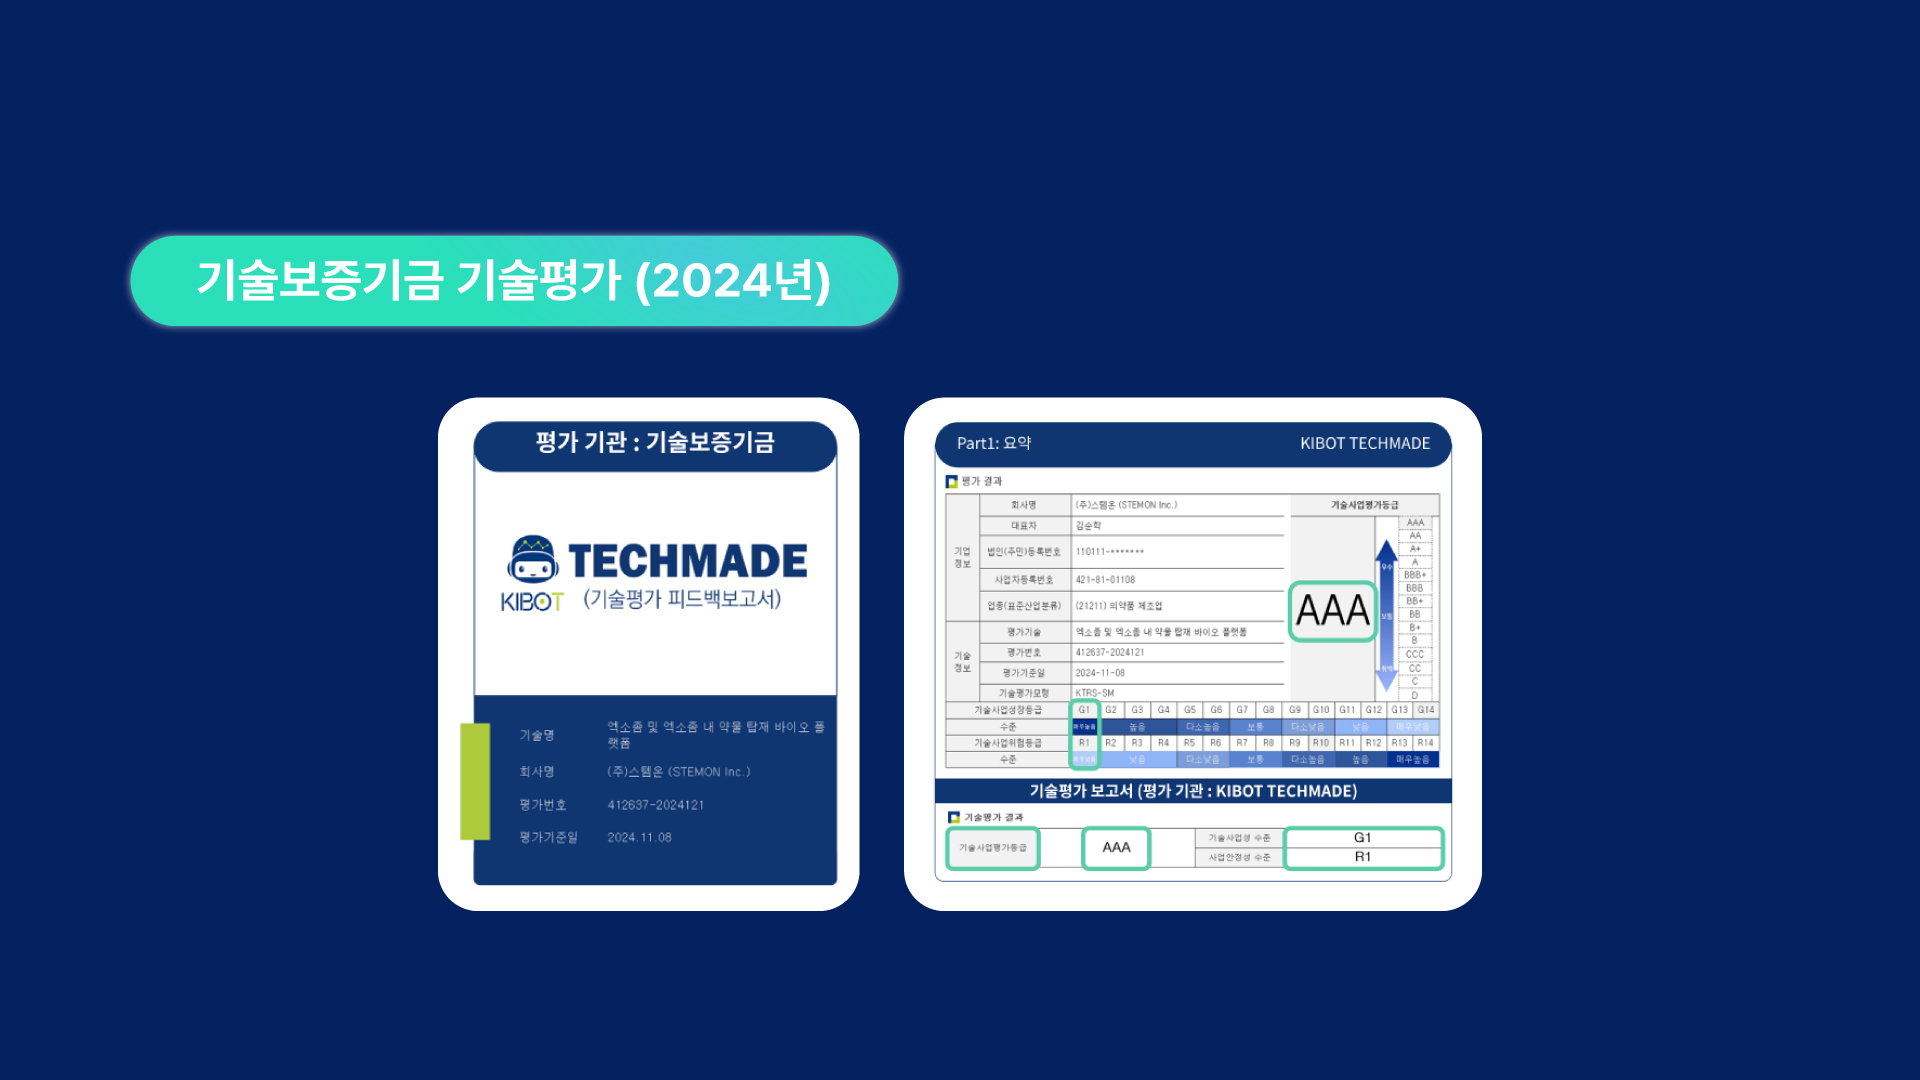 기술보증기금 기술평가 (2024년)
평가 기관 : 기술보증기금
TECHMADE
KIBOT (기술평가 피드백보고서)
기술명 엑소좀 및 엑소좀 내 약물 탑재 바이오 플
랫폼
회사명 (주)스템온 (STEMON Inc.)
평가번호 412637-2024121
평가기준일 2024.11.08
Part1: 요약 KIBOT TECHMADE
평가 결과
기업
정보
회사명 (주)스템온 (STEMON Inc.)
대표자 김순학
법인(주민)등록번호 110111-*******
사업자등록번호 421-81-01108
업종(표준산업분류) (21211) 의약품 제조업
기술
정보
평가기술 엑소좀 및 엑소좀 내 약물 탑재 바이오 플랫폼
평가번호 412637-2024121
평가기준일 2024-11-08
기술평가모형 KTRS-SM
기술사업평가등급
AAA
우수
보통
AAA
AA
A+
A
BBB+
BBB
BB+
BB
B+
B
CCC
CC
C
D
기술사업성장등급 G1 G2 G3 G4 G5 G6 G7 G8 G9 G10 G11 G12 G13 G14
수준 매우높음 높음 다소높음 보통 다소낮음 낮음 매우낮음
기술사업위험등급 R1 R2 R3 R4 R5 R6 R7 R8 R9 R10 R11 R12 R13 R14
수준 매우낮음 낮음 다소낮음 보통 다소높음 높음 매우높음
기술평가 보고서 (평가 기관 : KIBOT TECHMADE)
기술평가 결과
기술사업평가등급 AAA
기술사업성 수준 G1
사업안정성 수준 R1